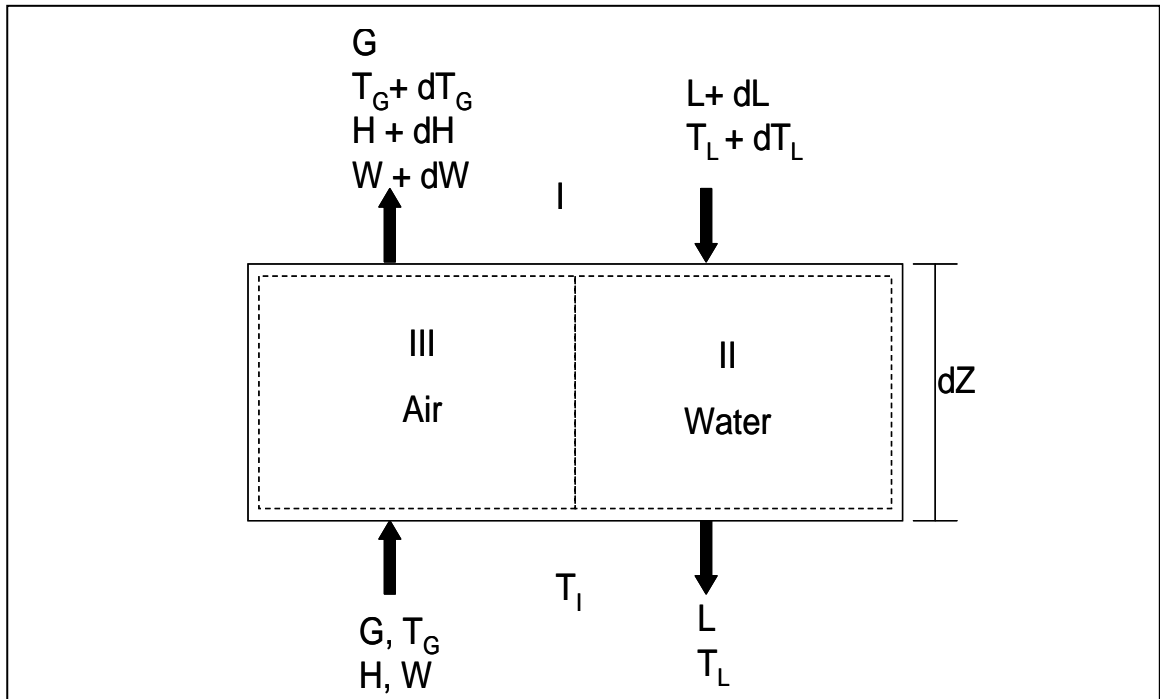 G
T_G+ dT_G
H + dH
W + dW
L+ dL
T_L + dT_L
I
III
Air
II
Water
dZ
T_I
G, T_G
H, W
L
T_L